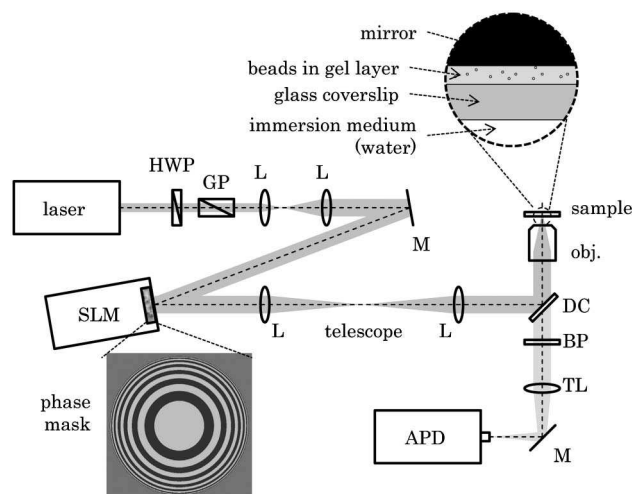 mirror
beads in gel layer
glass coverslip
immersion medium
(water)
HWP
GP
L
L
laser
M
sample
obj.
SLM
L
telescope
L
DC
BP
TL
phase
mask
APD
M